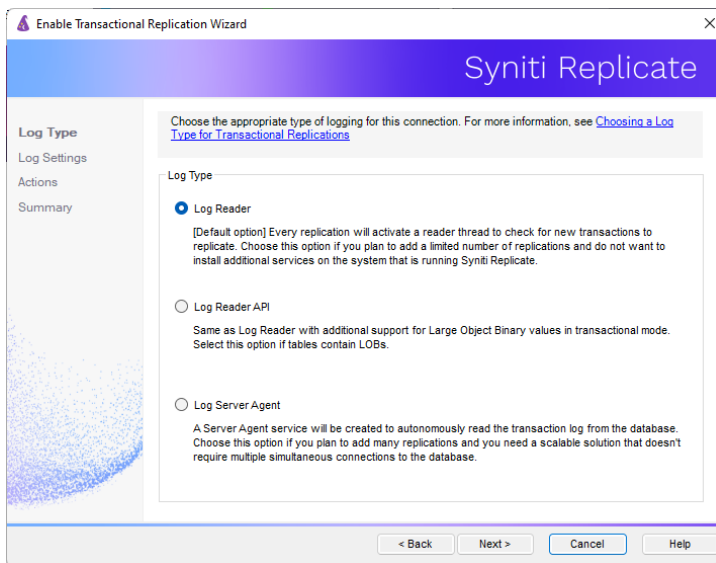 Enable Transactional Replication Wizard
Syniti Replicate
Log Type
Log Settings
Actions
Summary
Choose the appropriate type of logging for this connection. For more information, see Choosing a Log
Type for Transactional Replications
Log Type
Log Reader
[Default option] Every replication will activate a reader thread to check for new transactions to
replicate. Choose this option if you plan to add a limited number of replications and do not want to
install additional services on the system that is running Syniti Replicate.
Log Reader API
Same as Log Reader with additional support for Large Object Binary values in transactional mode.
Select this option if tables contain LOBs.
Log Server Agent
A Server Agent service will be created to autonomously read the transaction log from the database.
Choose this option if you plan to add many replications and you need a scalable solution that doesn't
require multiple simultaneous connections to the database.
< Back Next > Cancel Help